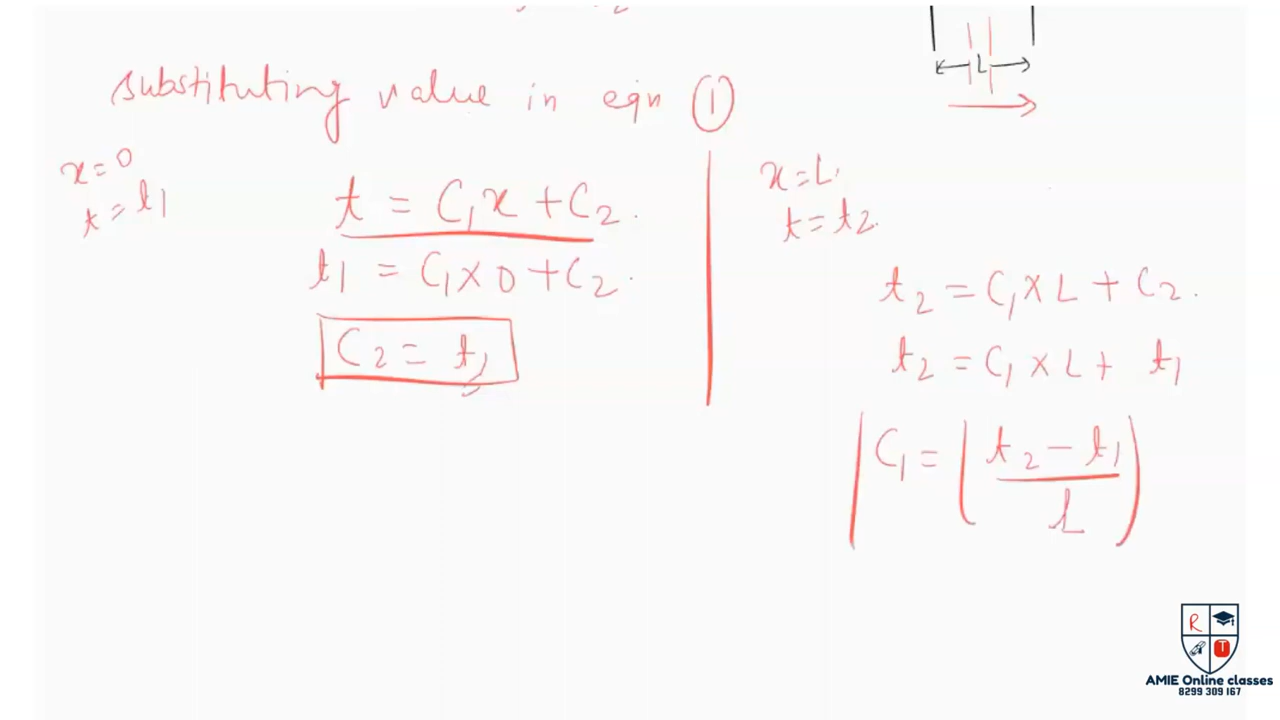 substituting value in eqn ①
x=0
t= t1
t = C₁x + C₂.
t1 = C₁ × 0 + C₂.
C₂ = t₁
L
x=L
t= t₂.
t₂ = C₁ × L + C₂.
t₂ = C₁ × L + t₁
C₁ = ( t₂ - t₁ / L )
R
T
AMIE Online classes
8299 309 167